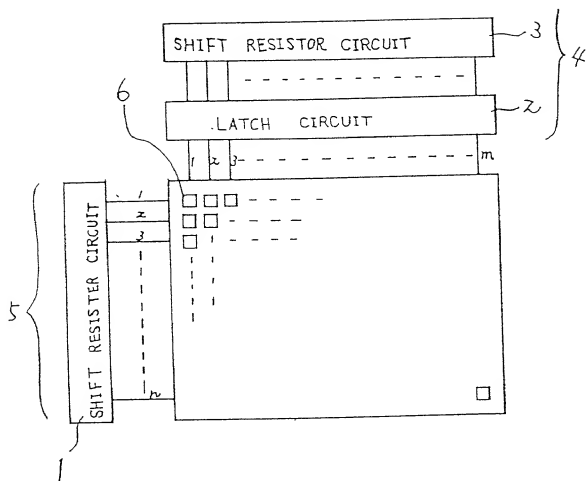 SHIFT RESISTOR CIRCUIT
3
4
6
LATCH CIRCUIT
2
1 2 3 m
1
2
3
n
5
SHIFT RESISTER CIRCUIT
1